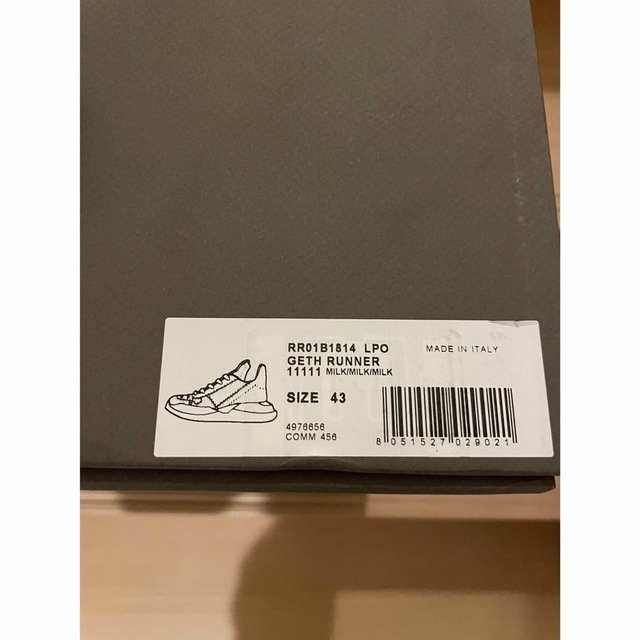 RR01B1814 LPO
GETH RUNNER
11111 MILK/MILK/MILK
SIZE 43
4976656
COMM 456
MADE IN ITALY
8 051527 029021